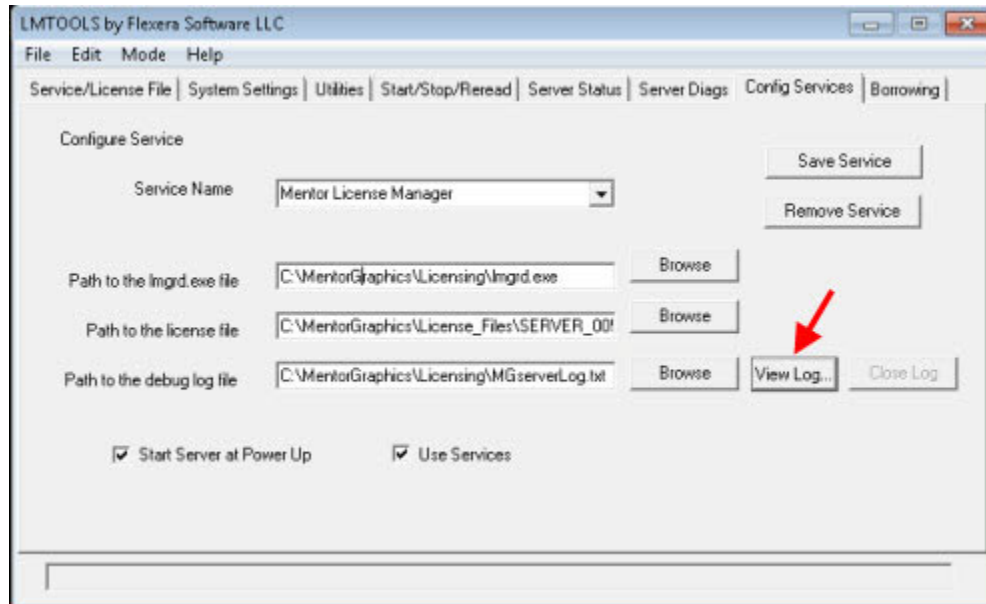 LMTOOLS by Flexera Software LLC
File Edit Mode Help
Service/License File System Settings Utilities Start/Stop/Reread Server Status Server Diags Config Services Borrowing
Configure Service
Save Service
Service Name Mentor License Manager
Remove Service
Path to the lmgrd.exe file C:\MentorGraphics\Licensing\lmgrd.exe Browse
Path to the license file C:\MentorGraphics\License_Files\SERVER_00 Browse
Path to the debug log file C:\MentorGraphics\Licensing\MGserverLog.txt Browse View Log... Close Log
Start Server at Power Up Use Services